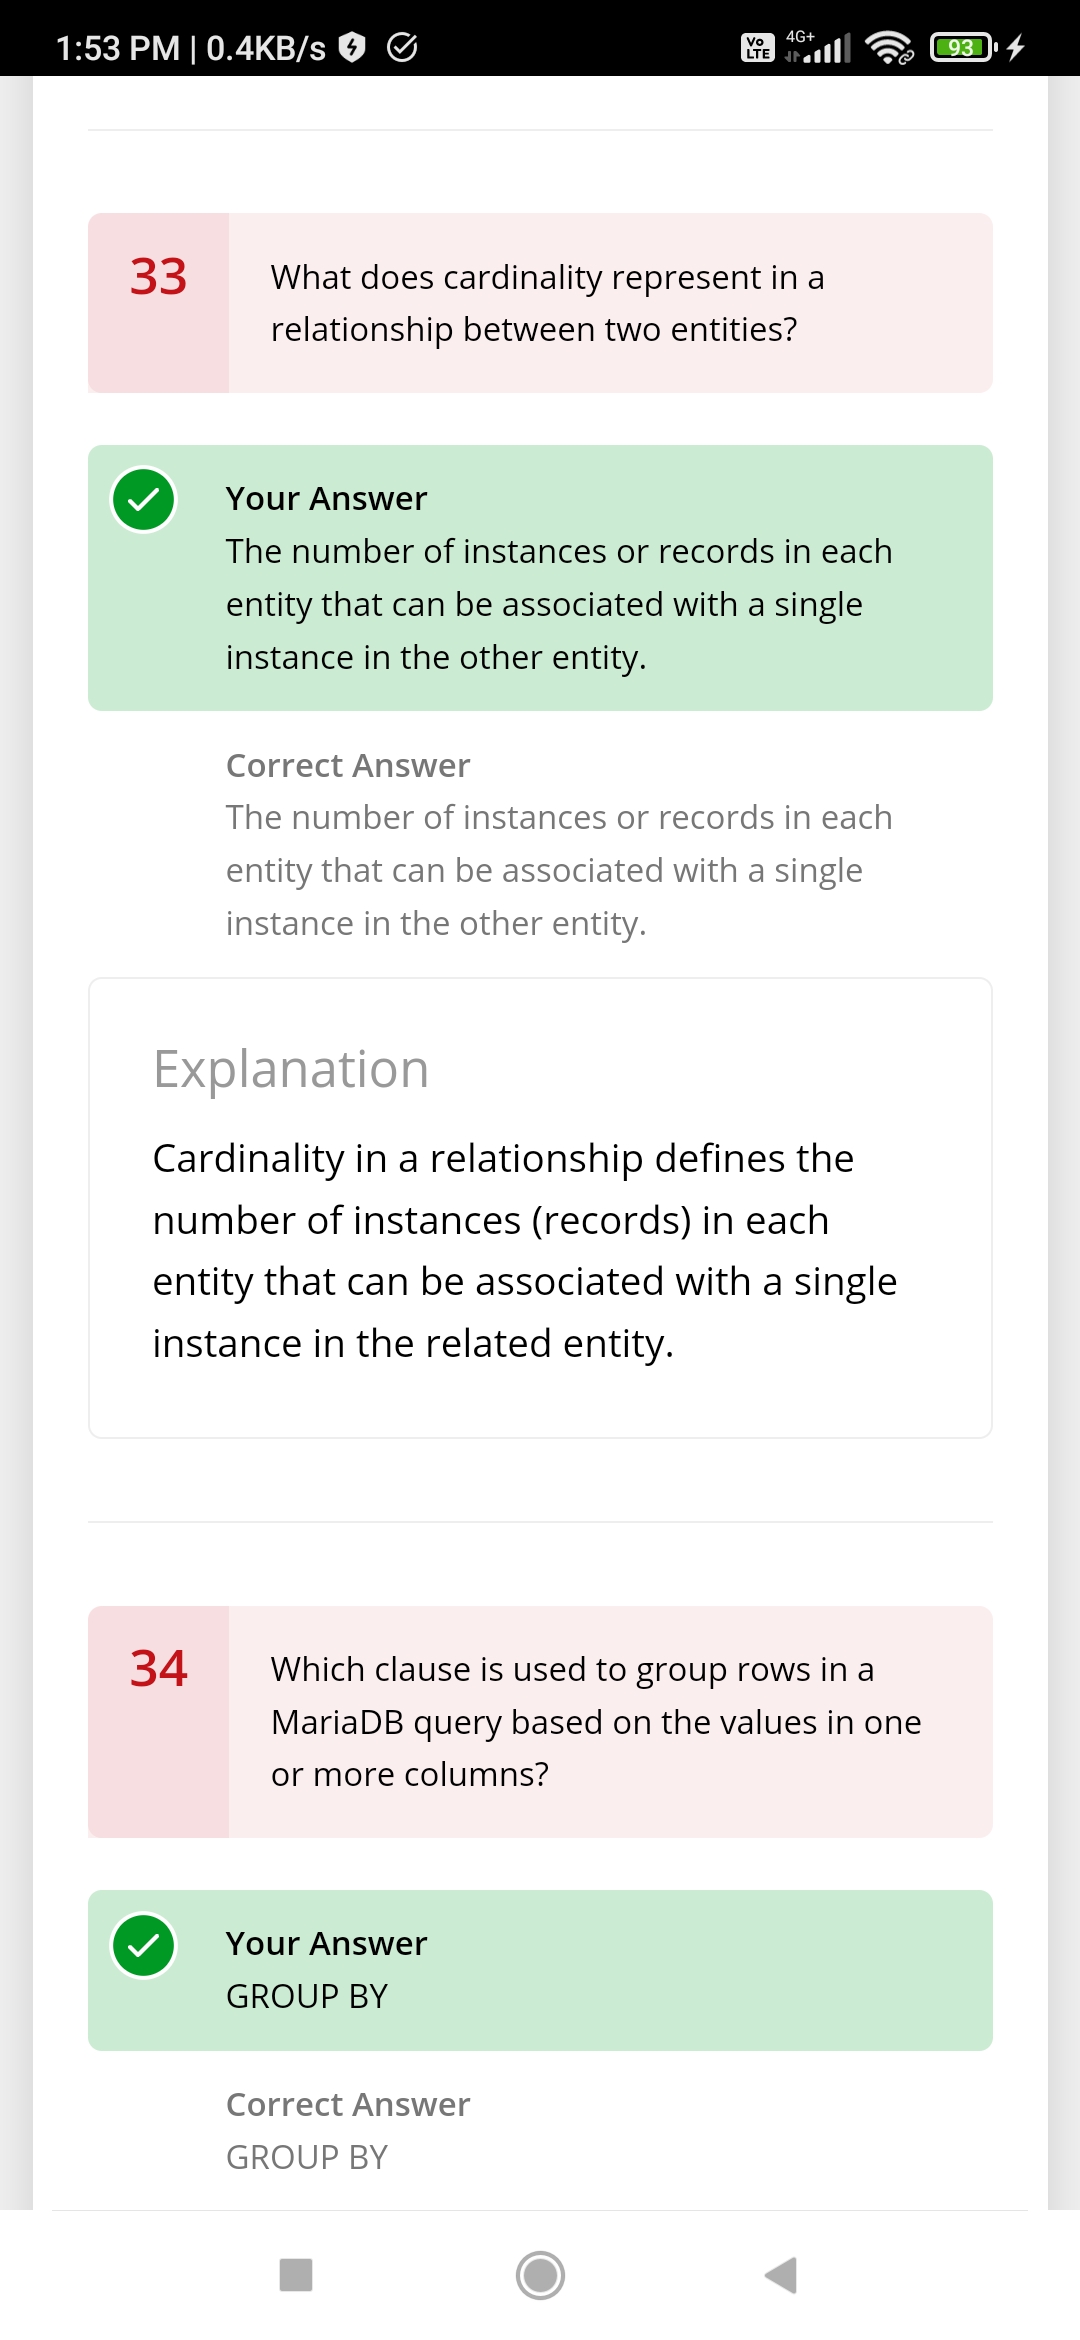 1:53 PM | 0.4KB/s
Vo LTE 4G+ 93
33
What does cardinality represent in a
relationship between two entities?
Your Answer
The number of instances or records in each
entity that can be associated with a single
instance in the other entity.
Correct Answer
The number of instances or records in each
entity that can be associated with a single
instance in the other entity.
Explanation
Cardinality in a relationship defines the
number of instances (records) in each
entity that can be associated with a single
instance in the related entity.
34
Which clause is used to group rows in a
MariaDB query based on the values in one
or more columns?
Your Answer
GROUP BY
Correct Answer
GROUP BY